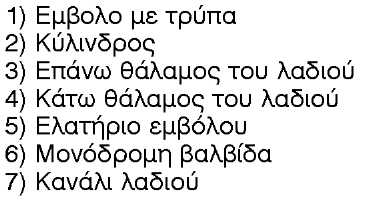 1) Εμβολο με τρύπα
2) Κύλινδρος
3) Επάνω θάλαμος του λαδιού
4) Κάτω θάλαμος του λαδιού
5) Ελατήριο εμβόλου
6) Μονόδρομη βαλβίδα
7) Κανάλι λαδιού